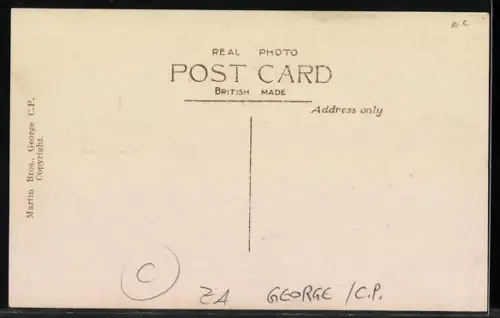 REAL PHOTO
POST CARD
BRITISH MADE
Address only
Martin Bros., George C.P.
Copyright.
C
ZA GEORGE / C.P.